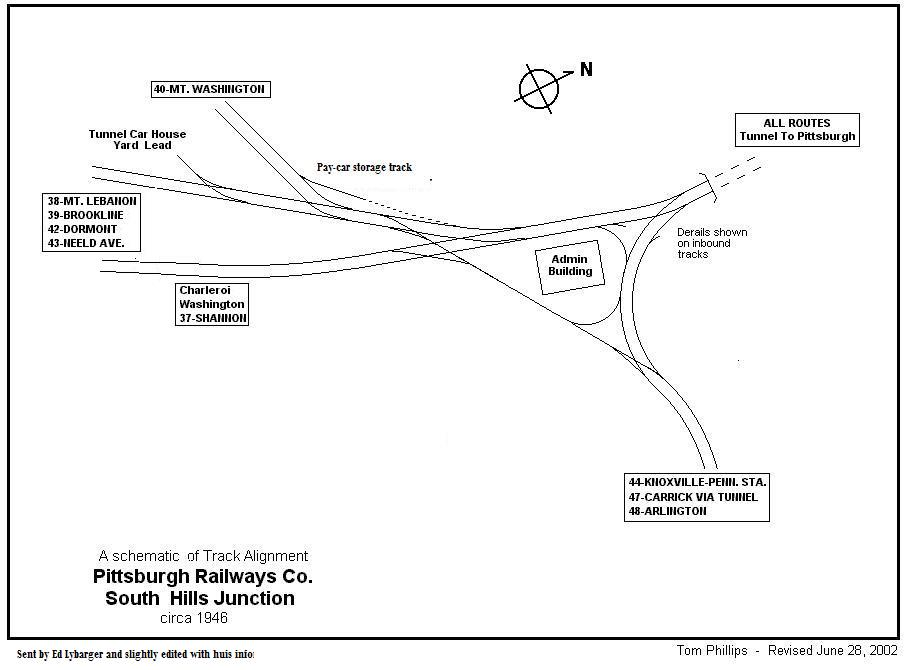 N
40-MT. WASHINGTON
ALL ROUTES
Tunnel To Pittsburgh
Tunnel Car House
Yard Lead
Pay-car storage track
38-MT. LEBANON
39-BROOKLINE
42-DORMONT
43-NEELD AVE.
Derails shown
on inbound
tracks
Admin
Building
Charleroi
Washington
37-SHANNON
44-KNOXVILLE-PENN. STA.
47-CARRICK VIA TUNNEL
48-ARLINGTON
A schematic of Track Alignment
Pittsburgh Railways Co.
South Hills Junction
circa 1946
Sent by Ed Lybarger and slightly edited with huis info:
Tom Phillips - Revised June 28, 2002